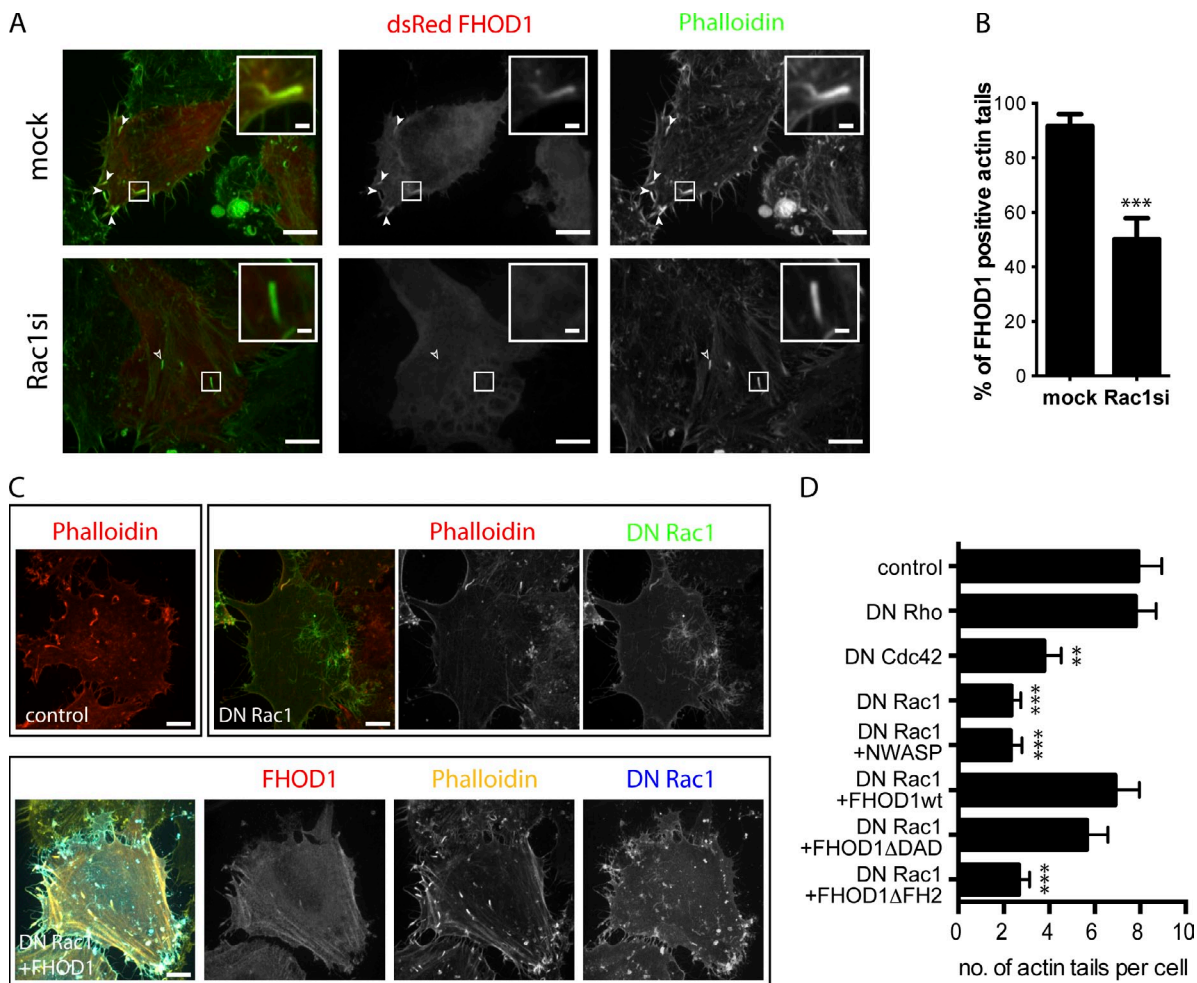 A
dsRed FHOD1
Phalloidin
mock
Rac1si
B
% of FHOD1 positive actin tails
100
80
60
40
20
0
***
mock Rac1si
C
Phalloidin
control
Phalloidin
DN Rac1
DN Rac1
FHOD1
Phalloidin
DN Rac1
DN Rac1
+FHOD1
D
control
DN Rho
DN Cdc42
**
DN Rac1
***
DN Rac1
+NWASP
***
DN Rac1
+FHOD1wt
DN Rac1
+FHOD1ΔDAD
DN Rac1
+FHOD1ΔFH2
***
0 2 4 6 8 10
no. of actin tails per cell